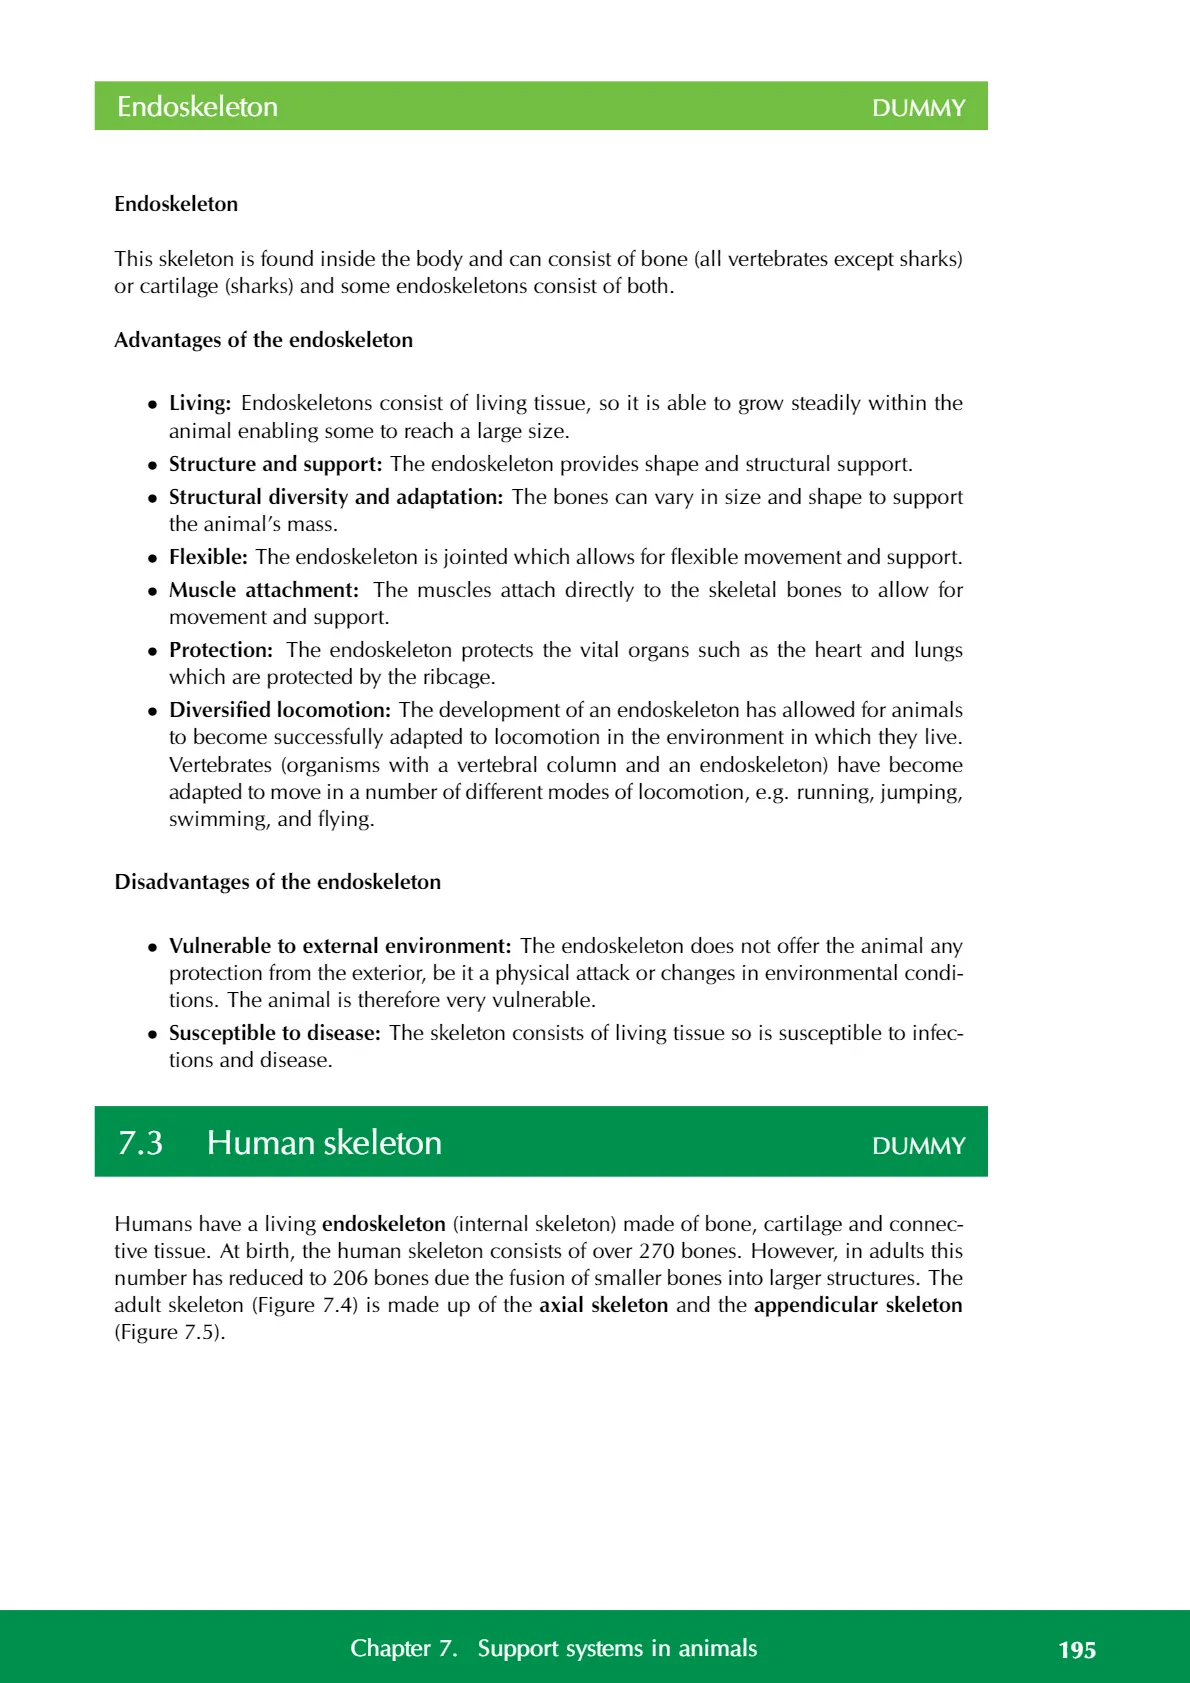 Endoskeleton DUMMY
Endoskeleton
This skeleton is found inside the body and can consist of bone (all vertebrates except sharks)
or cartilage (sharks) and some endoskeletons consist of both.
Advantages of the endoskeleton
• Living: Endoskeletons consist of living tissue, so it is able to grow steadily within the
animal enabling some to reach a large size.
• Structure and support: The endoskeleton provides shape and structural support.
• Structural diversity and adaptation: The bones can vary in size and shape to support
the animal's mass.
• Flexible: The endoskeleton is jointed which allows for flexible movement and support.
• Muscle attachment: The muscles attach directly to the skeletal bones to allow for
movement and support.
• Protection: The endoskeleton protects the vital organs such as the heart and lungs
which are protected by the ribcage.
• Diversified locomotion: The development of an endoskeleton has allowed for animals
to become successfully adapted to locomotion in the environment in which they live.
Vertebrates (organisms with a vertebral column and an endoskeleton) have become
adapted to move in a number of different modes of locomotion, e.g. running, jumping,
swimming, and flying.
Disadvantages of the endoskeleton
• Vulnerable to external environment: The endoskeleton does not offer the animal any
protection from the exterior, be it a physical attack or changes in environmental condi-
tions. The animal is therefore very vulnerable.
• Susceptible to disease: The skeleton consists of living tissue so is susceptible to infec-
tions and disease.
7.3 Human skeleton DUMMY
Humans have a living endoskeleton (internal skeleton) made of bone, cartilage and connec-
tive tissue. At birth, the human skeleton consists of over 270 bones. However, in adults this
number has reduced to 206 bones due the fusion of smaller bones into larger structures. The
adult skeleton (Figure 7.4) is made up of the axial skeleton and the appendicular skeleton
(Figure 7.5).
Chapter 7. Support systems in animals 195